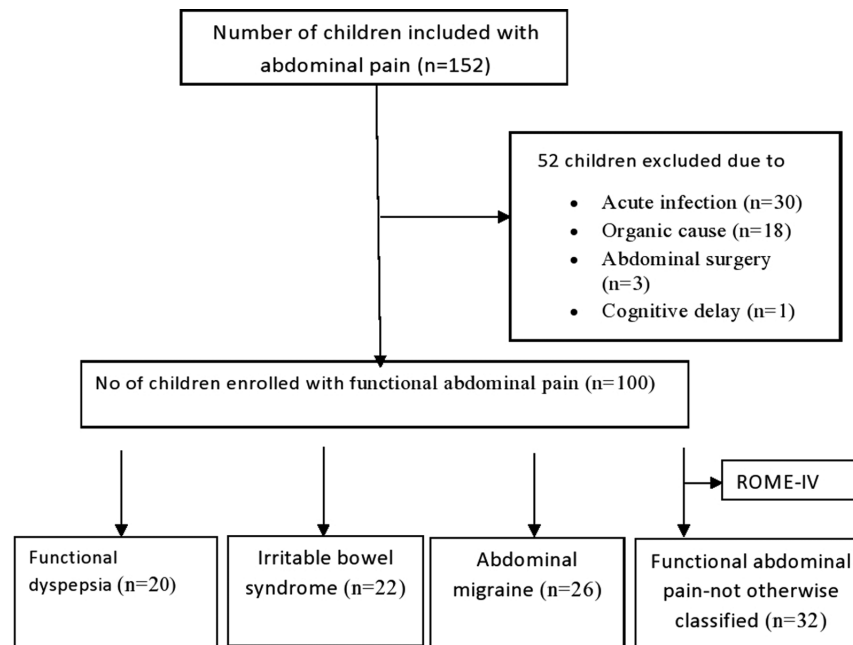 Number of children included with
abdominal pain (n=152)
52 children excluded due to
• Acute infection (n=30)
• Organic cause (n=18)
• Abdominal surgery
(n=3)
• Cognitive delay (n=1)
No of children enrolled with functional abdominal pain (n=100)
ROME-IV
Functional
dyspepsia (n=20)
Irritable bowel
syndrome (n=22)
Abdominal
migraine (n=26)
Functional abdominal
pain-not otherwise
classified (n=32)